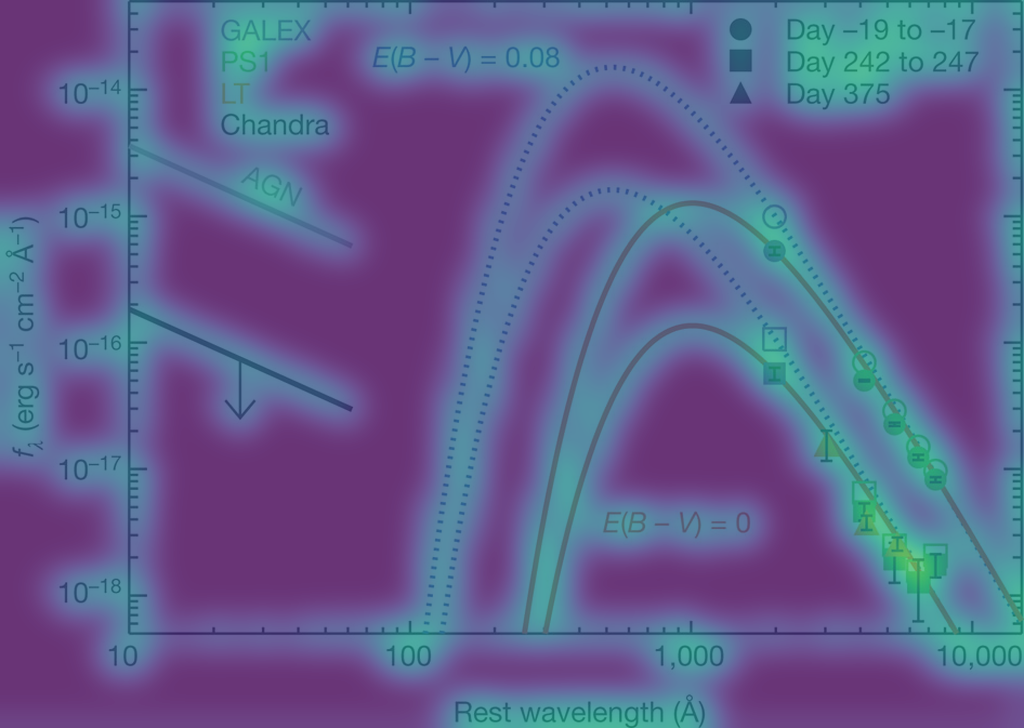 GALEX
PS1
LT
Chandra
E(B – V) = 0.08
Day –19 to –17
Day 242 to 247
Day 375
AGN
E(B – V) = 0
10⁻¹⁴
10⁻¹⁵
10⁻¹⁶
10⁻¹⁷
10⁻¹⁸
f_λ (erg s⁻¹ cm⁻² Å⁻¹)
10 100 1,000 10,000
Rest wavelength (Å)